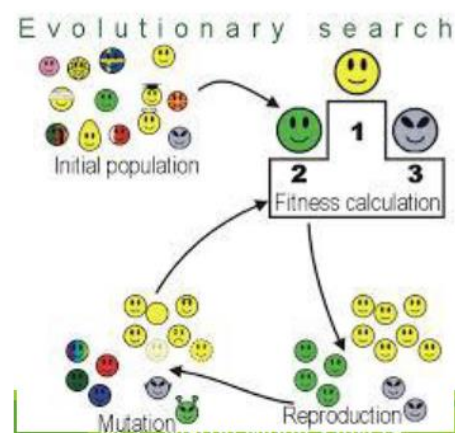 Evolutionary search
Initial population
1
2
3
Fitness calculation
Mutation
Reproduction